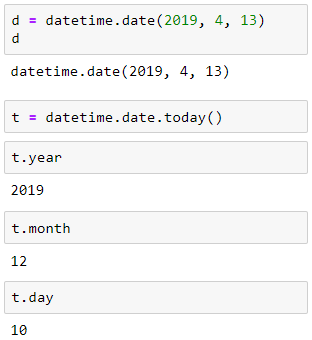 d = datetime.date(2019, 4, 13)
d
datetime.date(2019, 4, 13)
t = datetime.date.today()
t.year
2019
t.month
12
t.day
10